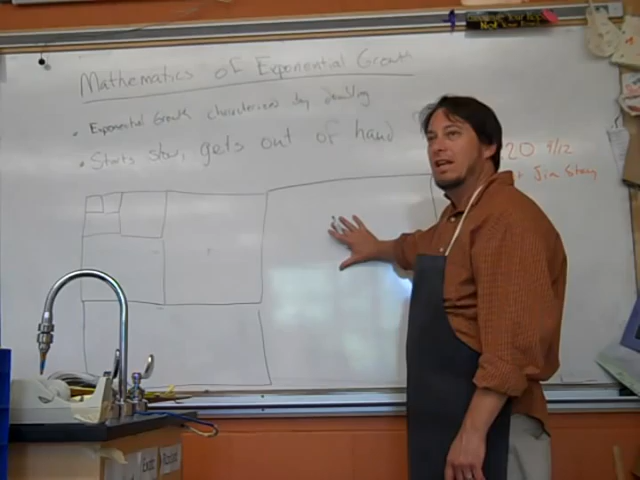 Mathematics of Exponential Growth
• Exponential Growth characterized by doubling
• Starts slow, gets out of hand
20 9/12
Jim